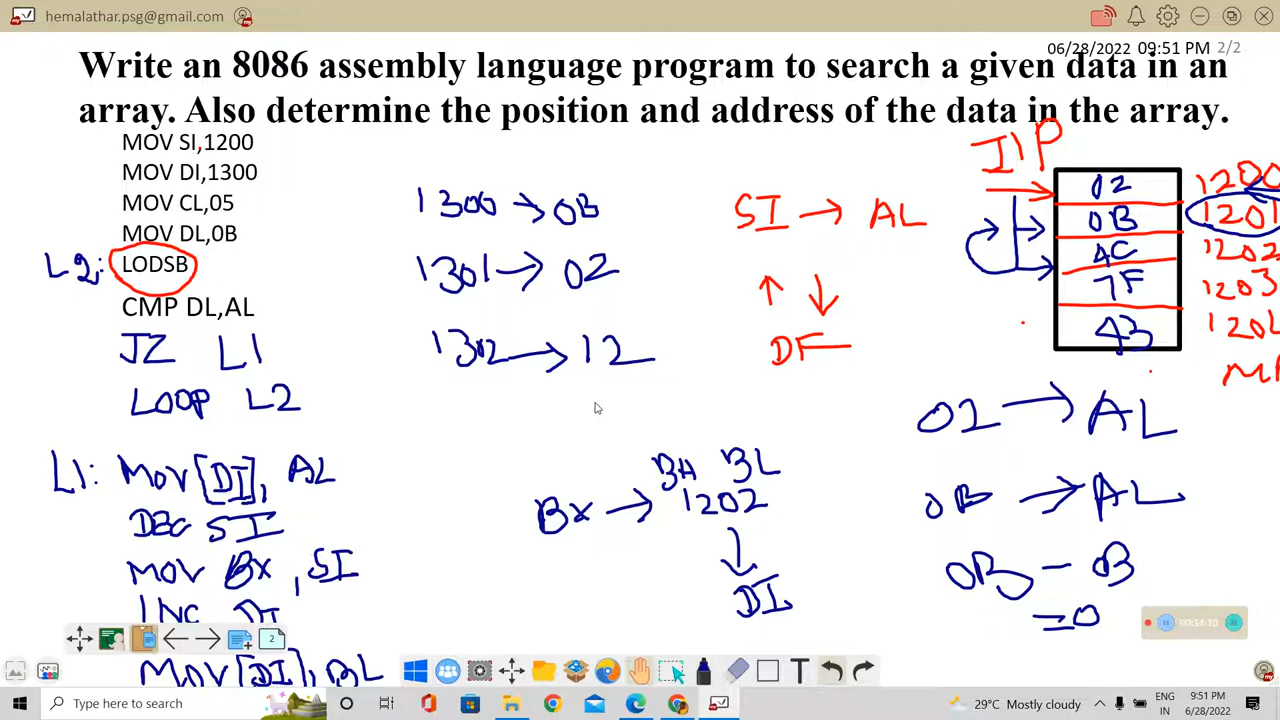 hemalathar.psg@gmail.com
06/28/2022 09:51 PM 2/2
Write an 8086 assembly language program to search a given data in an
array. Also determine the position and address of the data in the array.
MOV SI,1200
MOV DI,1300
MOV CL,05
MOV DL,0B
L2: LODSB
CMP DL,AL
JZ L1
LOOP L2
L1: MOV [DI], AL
DEC SI
MOV BX, SI
INC DI
MOV [DI], BL
1300 → 0B
1301 → 02
1302 → 12
BH BL
BX → 1202
↓
DI
SI → AL
↑ ↓
DF
I/P
02 1200
0B 1201
4C 1202
7F 1203
43 1204
02 → AL
0B → AL
0B - 0B
= 0
00:14:10
2
Type here to search
29°C Mostly cloudy
ENG
IN
9:51 PM
6/28/2022